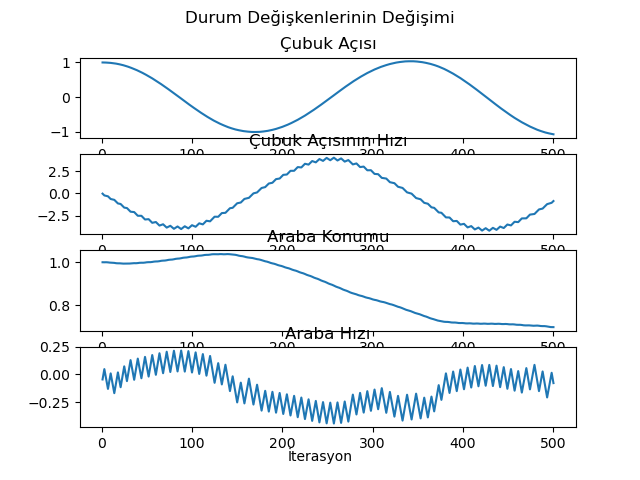 Durum Değişkenlerinin Değişimi
Çubuk Açısı
1
0
−1
0 100 200 300 400 500
Çubuk Açısının Hızı
2.5
0.0
−2.5
0 100 200 300 400 500
Araba Konumu
1.0
0.8
0 100 200 300 400 500
Araba Hızı
0.25
0.00
−0.25
0 100 200 300 400 500
Iterasyon